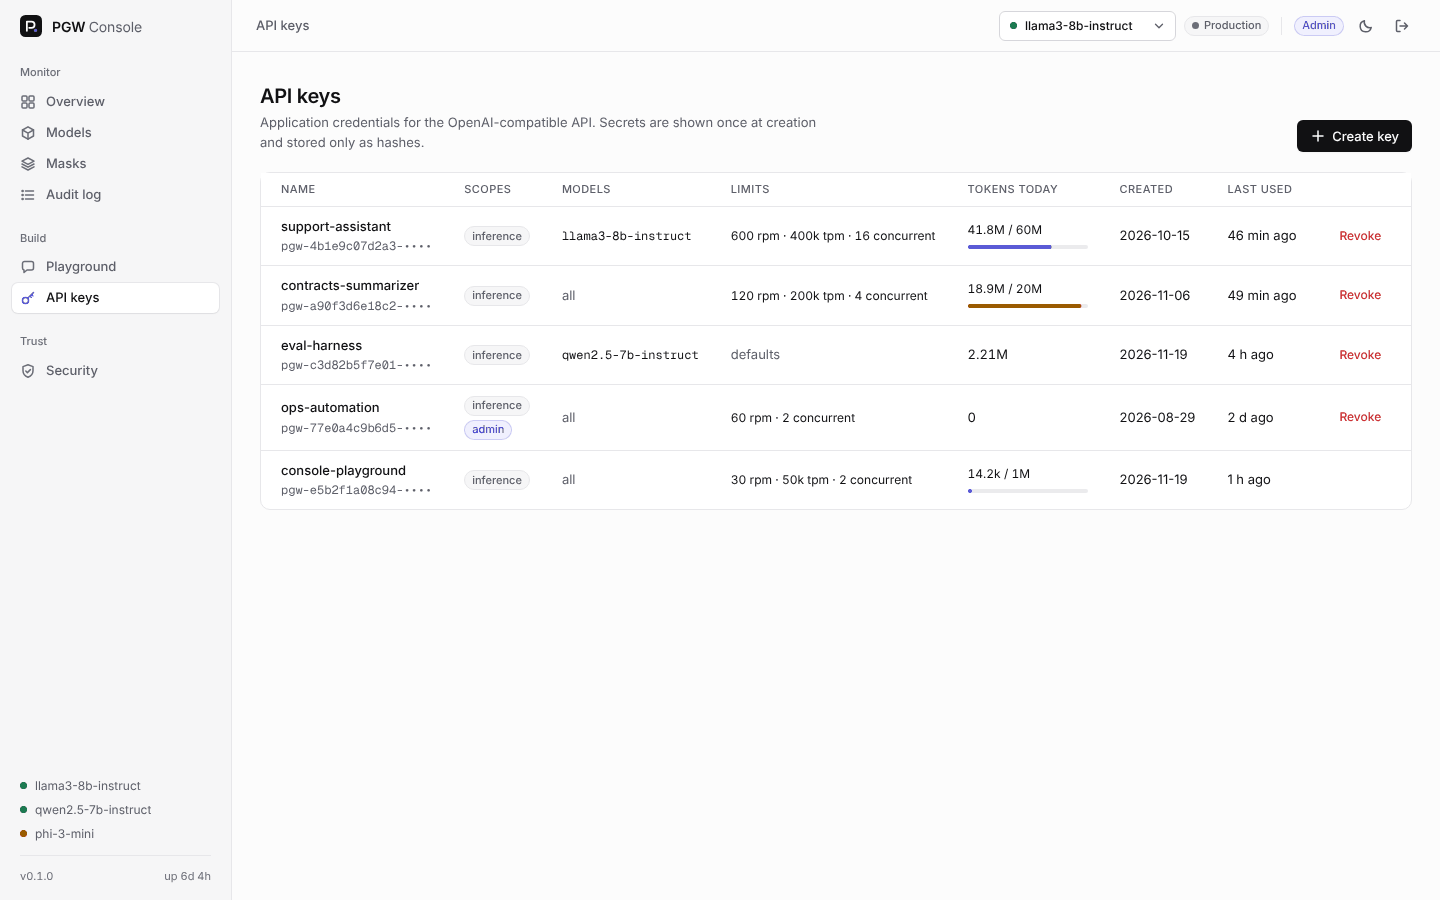 PGW Console
Monitor
Overview
Models
Masks
Audit log
Build
Playground
API keys
Trust
Security
llama3-8b-instruct
qwen2.5-7b-instruct
phi-3-mini
v0.1.0 up 6d 4h
API keys
llama3-8b-instruct Production Admin
API keys
Application credentials for the OpenAI-compatible API. Secrets are shown once at creation
and stored only as hashes.
Create key
NAME SCOPES MODELS LIMITS TOKENS TODAY CREATED LAST USED
support-assistant
pgw-4b1e9c07d2a3-•••• inference llama3-8b-instruct 600 rpm · 400k tpm · 16 concurrent 41.8M / 60M 2026-10-15 46 min ago Revoke
contracts-summarizer
pgw-a90f3d6e18c2-•••• inference all 120 rpm · 200k tpm · 4 concurrent 18.9M / 20M 2026-11-06 49 min ago Revoke
eval-harness
pgw-c3d82b5f7e01-•••• inference qwen2.5-7b-instruct defaults 2.21M 2026-11-19 4 h ago Revoke
ops-automation
pgw-77e0a4c9b6d5-•••• inference admin all 60 rpm · 2 concurrent 0 2026-08-29 2 d ago Revoke
console-playground
pgw-e5b2f1a08c94-•••• inference all 30 rpm · 50k tpm · 2 concurrent 14.2k / 1M 2026-11-19 1 h ago